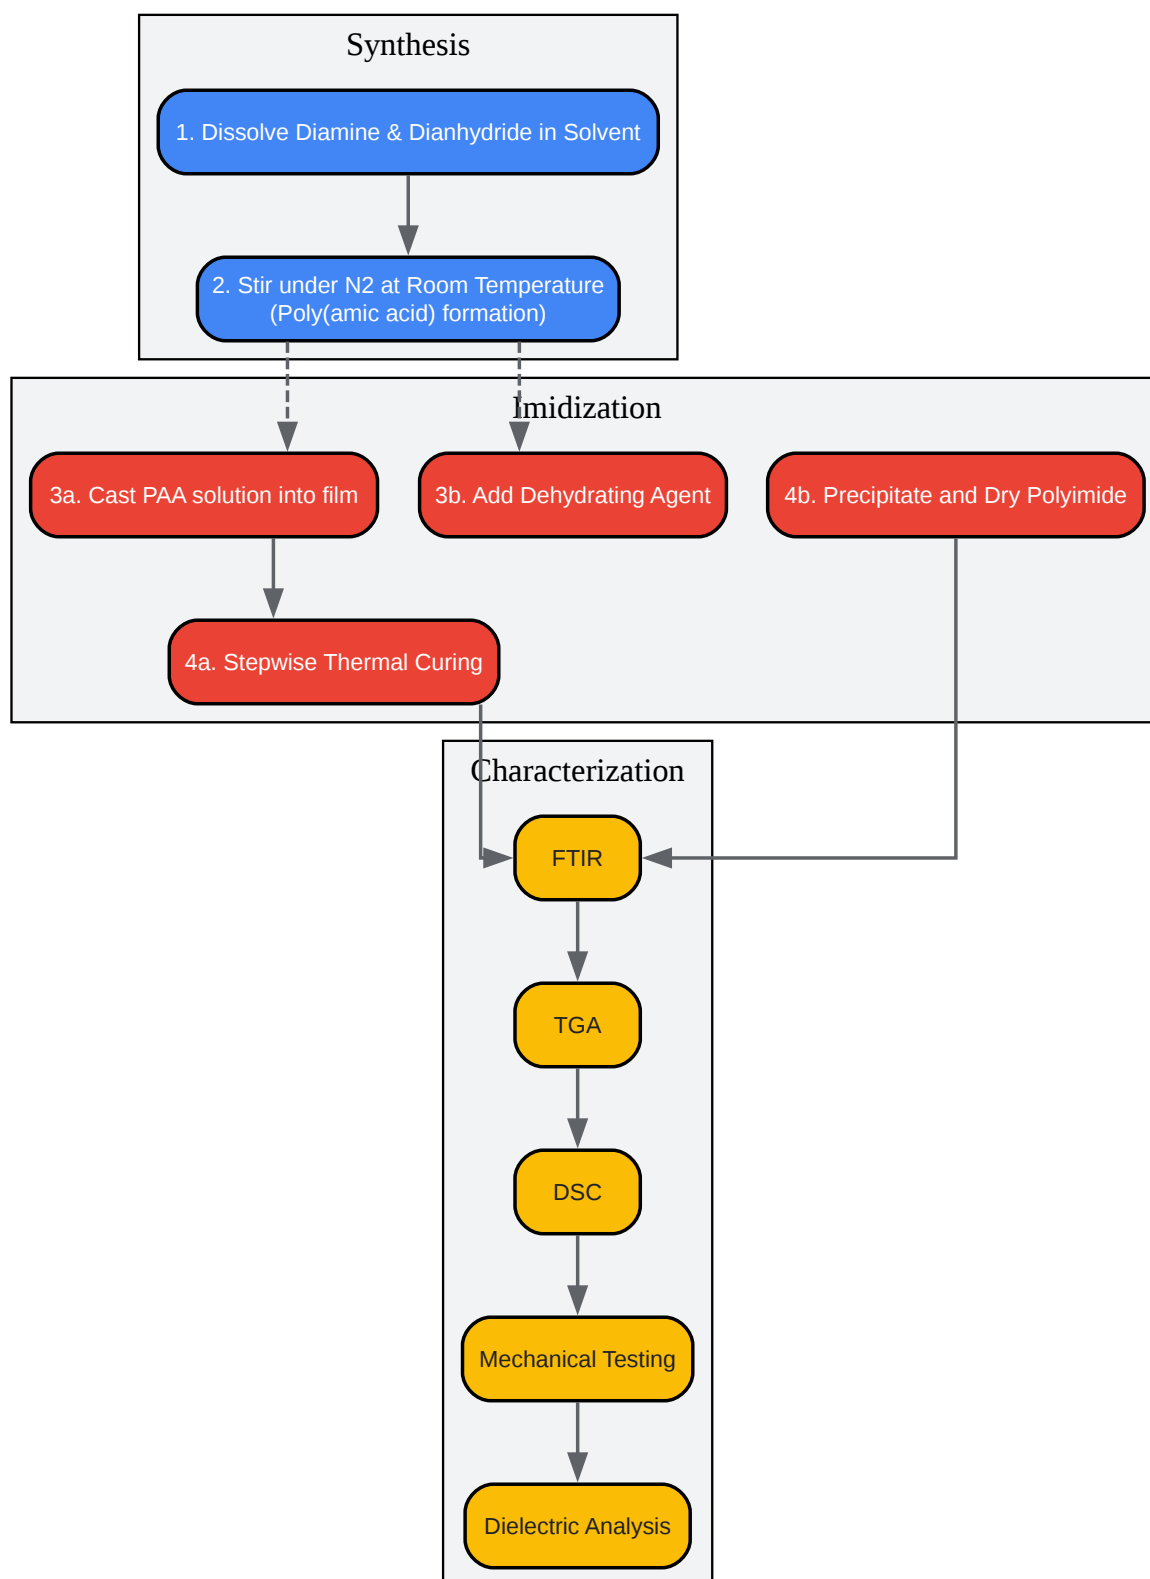 Synthesis
1. Dissolve Diamine & Dianhydride in Solvent
2. Stir under N2 at Room Temperature
(Poly(amic acid) formation)
Imidization
3a. Cast PAA solution into film
3b. Add Dehydrating Agent
4b. Precipitate and Dry Polyimide
4a. Stepwise Thermal Curing
Characterization
FTIR
TGA
DSC
Mechanical Testing
Dielectric Analysis